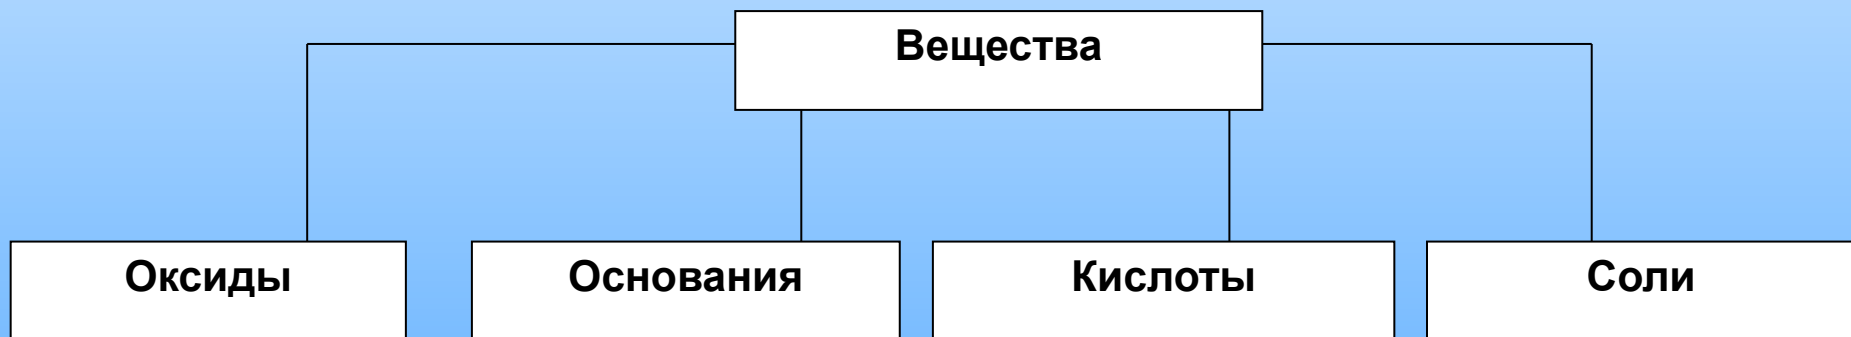 Вещества
Оксиды
Основания
Кислоты
Соли